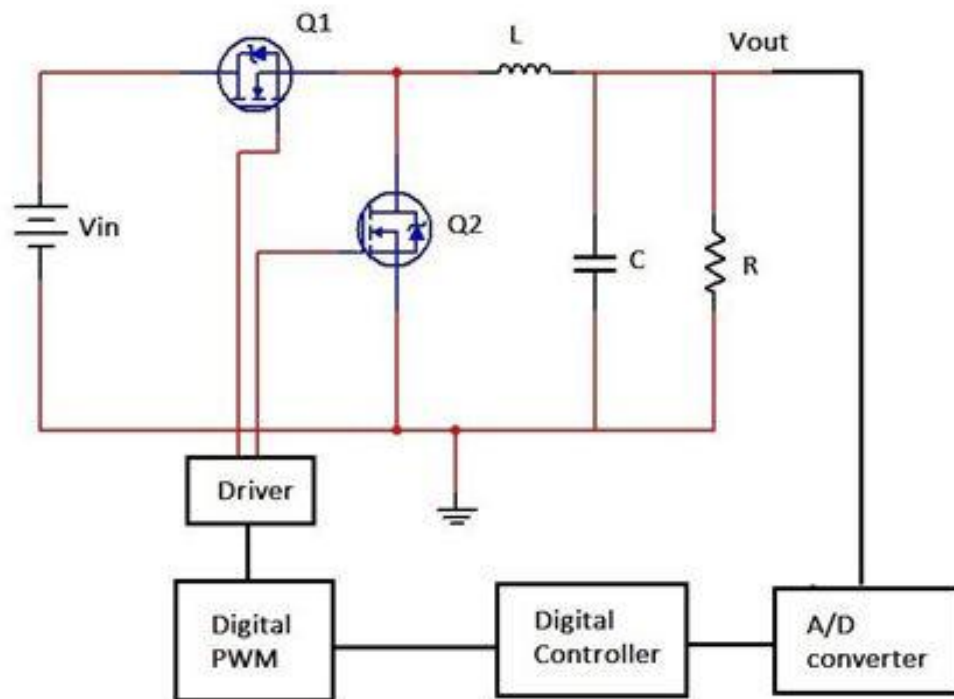 Q1
L
Vout
Vin
Q2
C
R
Driver
Digital
PWM
Digital
Controller
A/D
converter